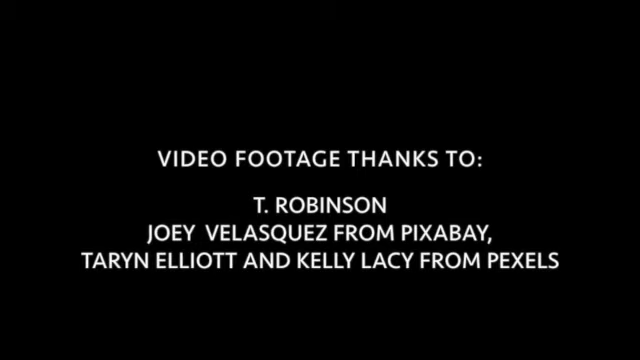 VIDEO FOOTAGE THANKS TO:
T. ROBINSON
JOEY  VELASQUEZ FROM PIXABAY,
TARYN ELLIOTT AND KELLY LACY FROM PEXELS